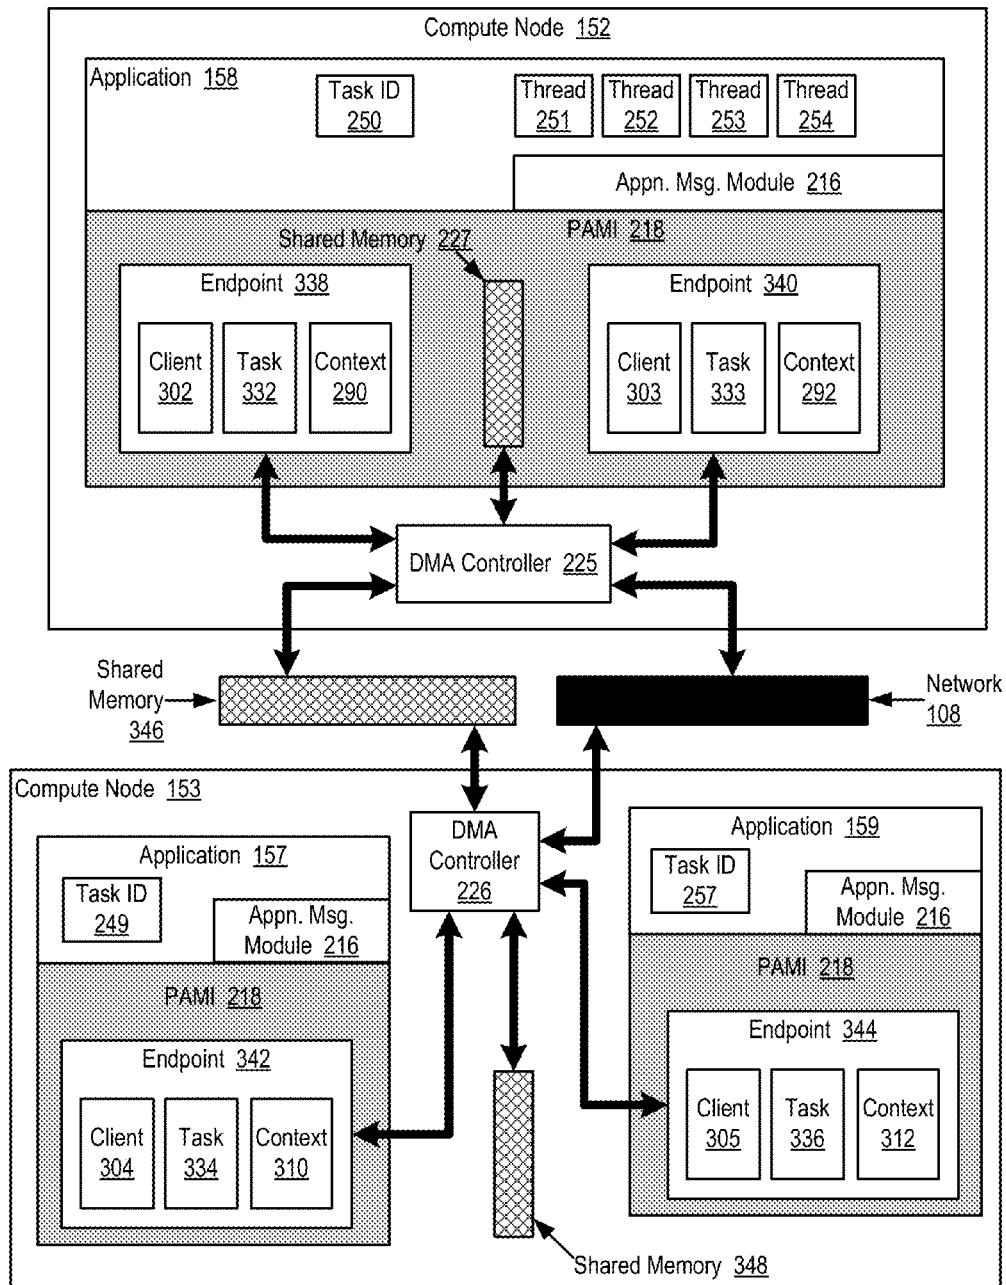 Compute Node 152
Application 158
Task ID
250
Thread
251
Thread
252
Thread
253
Thread
254
Appn. Msg. Module 216
PAMI 218
Shared Memory 227
Endpoint 338
Client
302
Task
332
Context
290
Endpoint 340
Client
303
Task
333
Context
292
DMA Controller 225
Shared
Memory
346
Network
108
Compute Node 153
DMA
Controller
226
Application 157
Task ID
249
Appn. Msg.
Module 216
PAMI 218
Endpoint 342
Client
304
Task
334
Context
310
Application 159
Task ID
257
Appn. Msg.
Module 216
PAMI 218
Endpoint 344
Client
305
Task
336
Context
312
Shared Memory 348